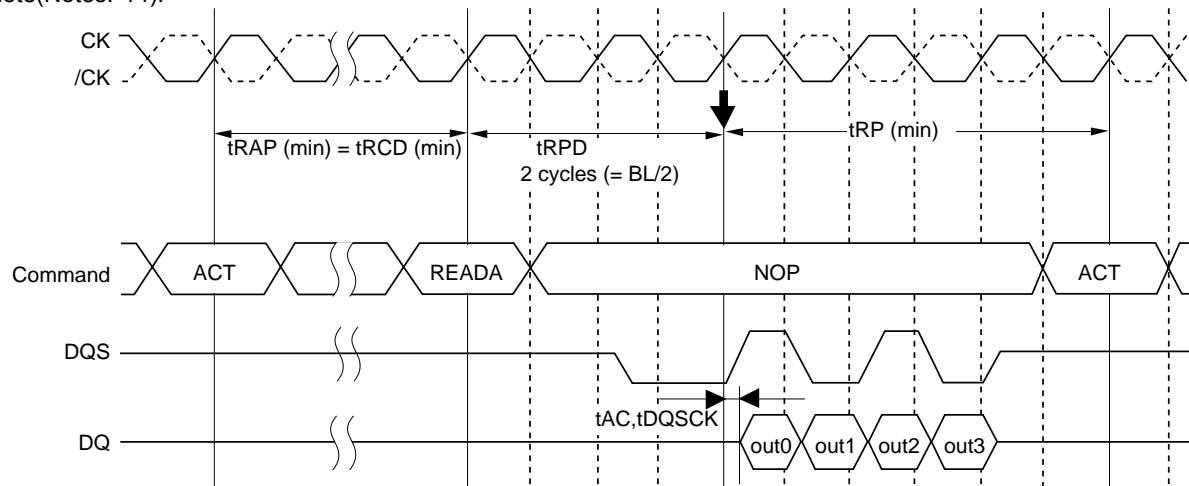 CK
/CK
tRAP (min) = tRCD (min)
tRPD
2 cycles (= BL/2)
tRP (min)
Command
ACT
READA
NOP
ACT
DQS
tAC,tDQSCK
DQ
out0
out1
out2
out3